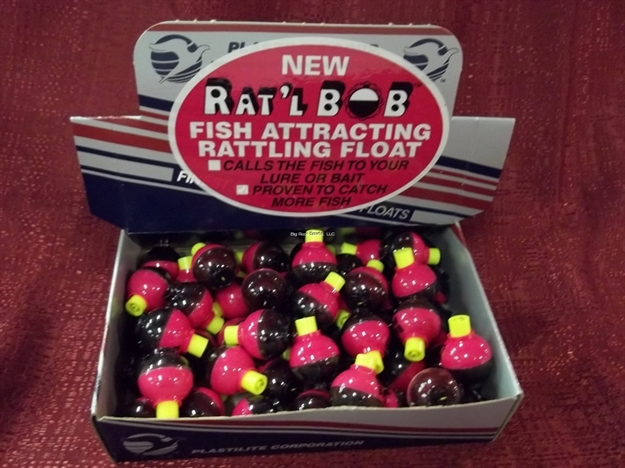 NEW
RAT'L BOB
FISH ATTRACTING
RATTLING FLOAT
CALLS THE FISH TO YOUR
LURE OR BAIT
PROVEN TO CATCH
MORE FISH
FLOATS
PLASTILITE CORPORATION